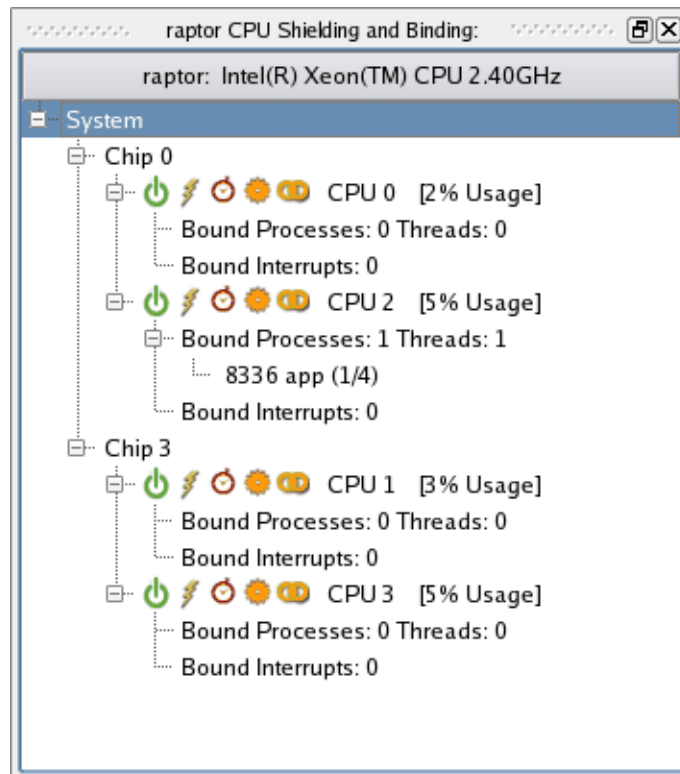 raptor CPU Shielding and Binding:
raptor: Intel(R) Xeon(TM) CPU 2.40GHz
System
Chip 0
CPU 0 [2% Usage]
Bound Processes: 0 Threads: 0
Bound Interrupts: 0
CPU 2 [5% Usage]
Bound Processes: 1 Threads: 1
8336 app (1/4)
Bound Interrupts: 0
Chip 3
CPU 1 [3% Usage]
Bound Processes: 0 Threads: 0
Bound Interrupts: 0
CPU 3 [5% Usage]
Bound Processes: 0 Threads: 0
Bound Interrupts: 0